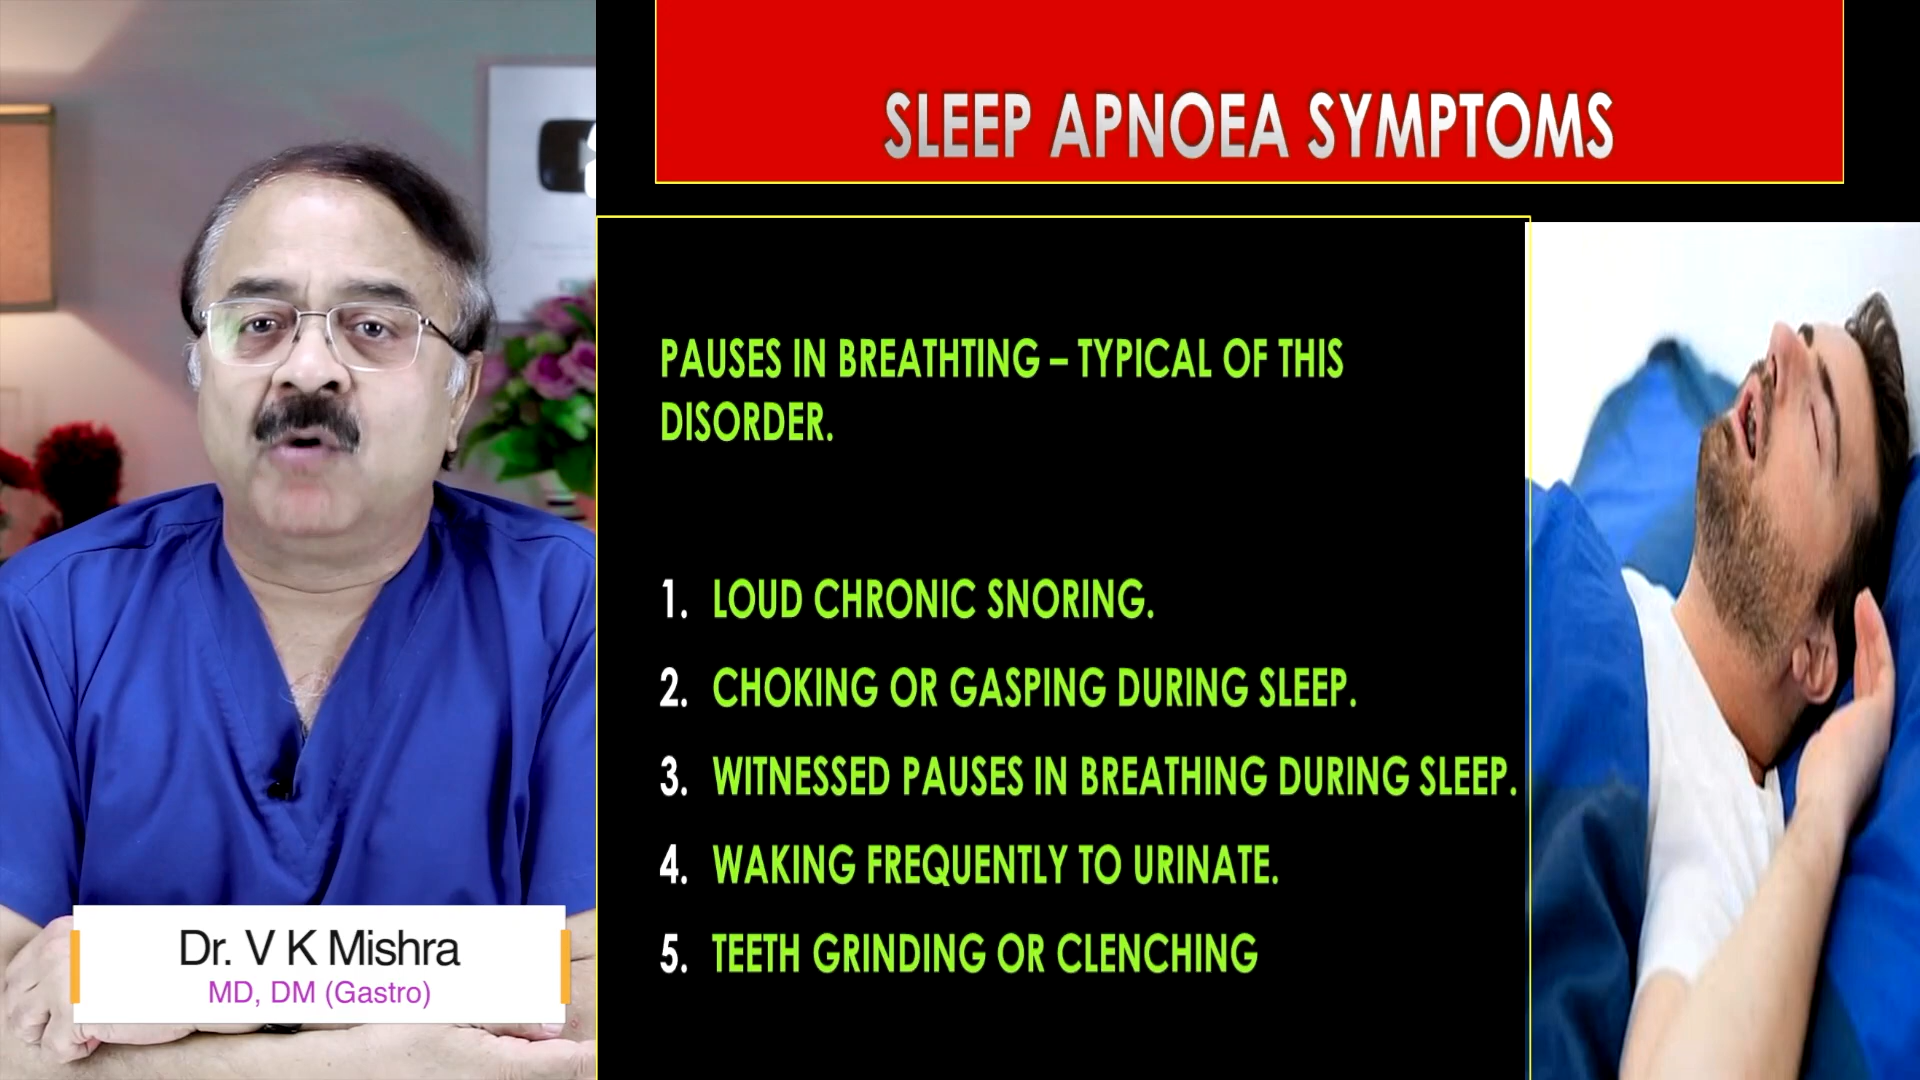 SLEEP APNOEA SYMPTOMS
PAUSES IN BREATHTING – TYPICAL OF THIS
DISORDER.
1. LOUD CHRONIC SNORING.
2. CHOKING OR GASPING DURING SLEEP.
3. WITNESSED PAUSES IN BREATHING DURING SLEEP.
4. WAKING FREQUENTLY TO URINATE.
5. TEETH GRINDING OR CLENCHING
Dr. V K Mishra
MD, DM (Gastro)